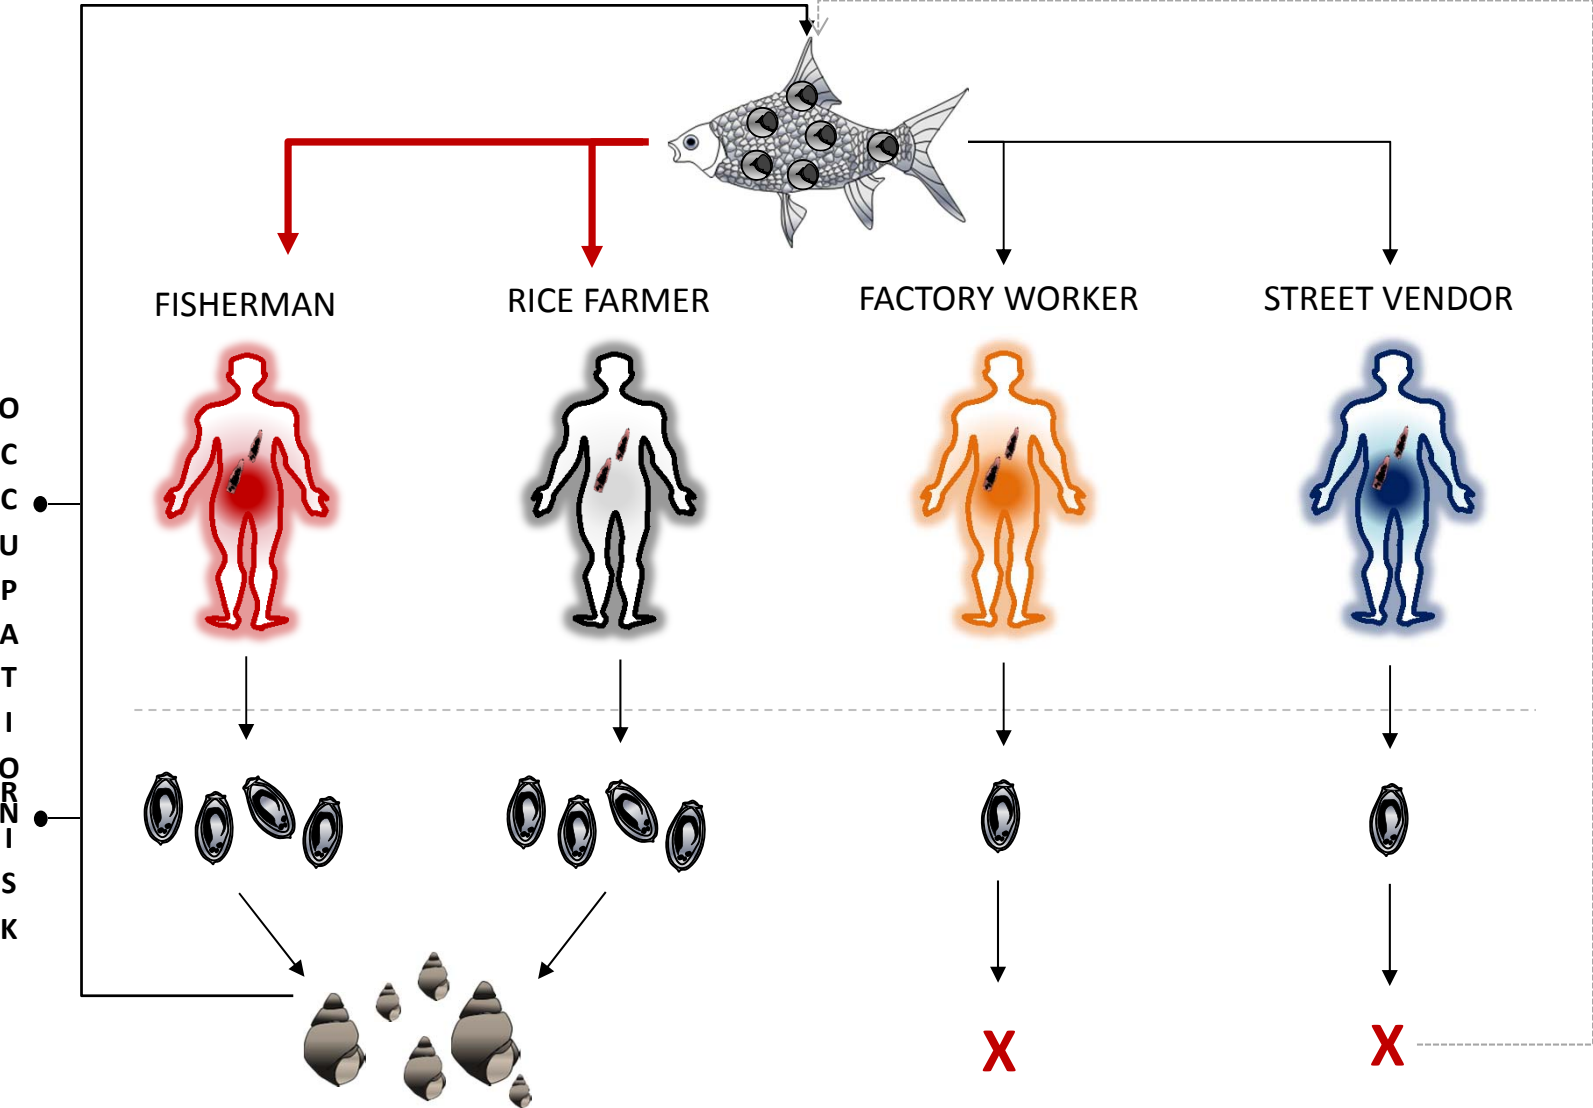 FISHERMAN
RICE FARMER
FACTORY WORKER
STREET VENDOR
OCCUPATION
RISK
X
X